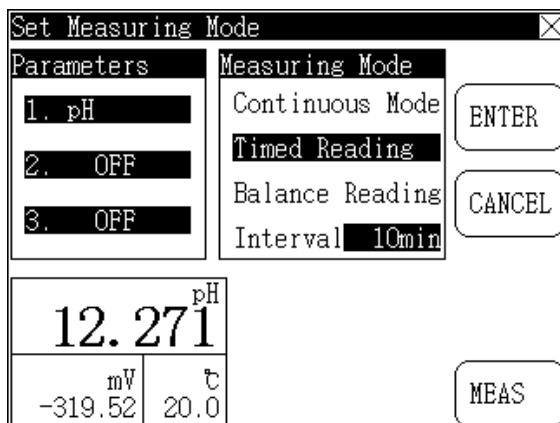 Set Measuring Mode
Parameters
1. pH
2. OFF
3. OFF
Measuring Mode
Continuous Mode
Timed Reading
Balance Reading
Interval 10min
ENTER
CANCEL
pH
12.271
mV
-319.52
℃
20.0
MEAS